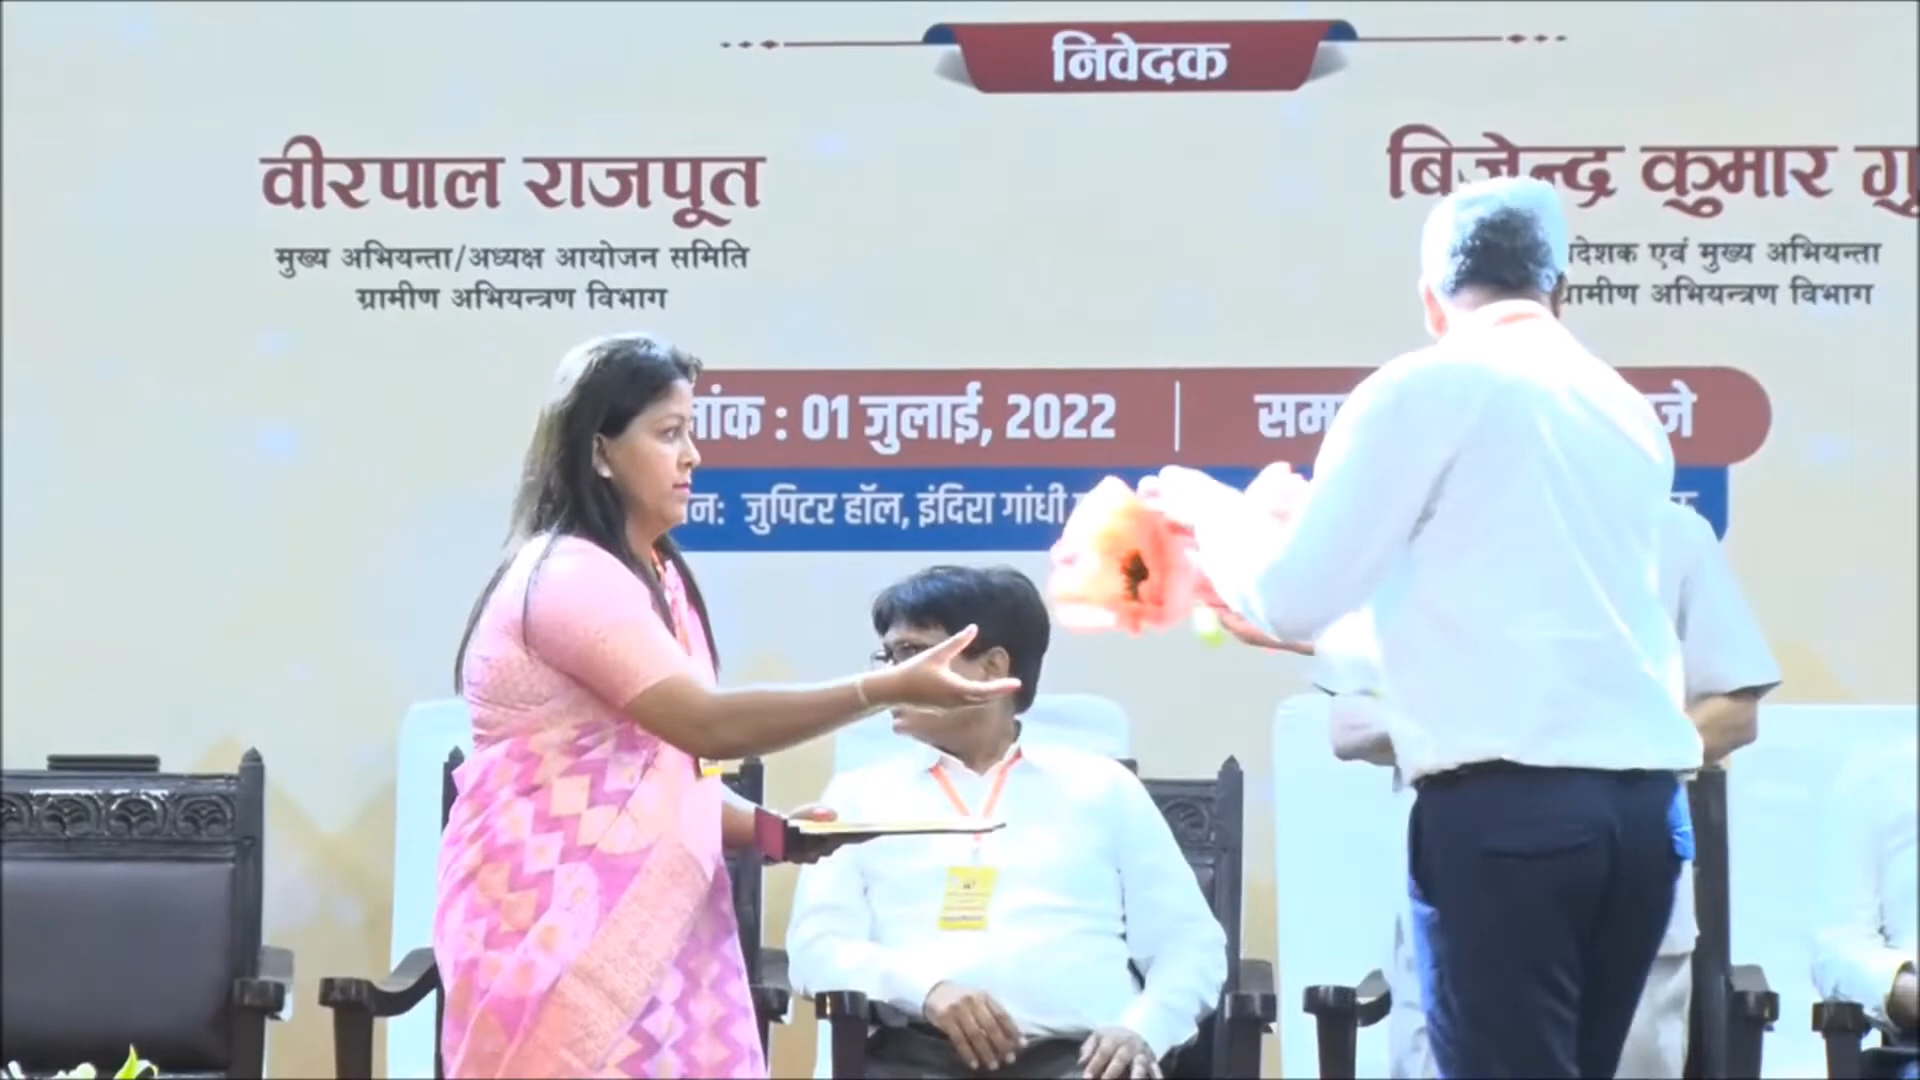 निवेदक
वीरपाल राजपूत
मुख्य अभियन्ता/अध्यक्ष आयोजन समिति
ग्रामीण अभियन्त्रण विभाग
बिजेन्द्र कुमार
एवं मुख्य अभियन्ता
ग्रामीण अभियन्त्रण विभाग
: 01 जुलाई, 2022
जुपिटर हॉल, इंदिरा गांधी